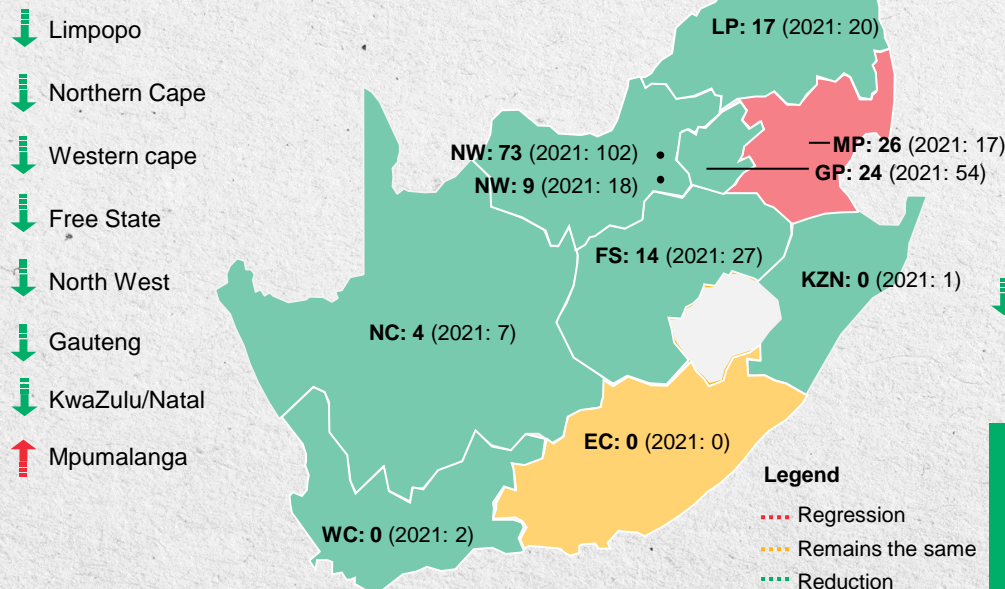 Limpopo
Northern Cape
Western cape
Free State
North West
Gauteng
KwaZulu/Natal
Mpumalanga
LP: 17 (2021: 20)
NW: 73 (2021: 102)
NW: 9 (2021: 18)
MP: 26 (2021: 17)
GP: 24 (2021: 54)
FS: 14 (2021: 27)
KZN: 0 (2021: 1)
NC: 4 (2021: 7)
EC: 0 (2021: 0)
WC: 0 (2021: 2)
Legend
Regression
Remains the same
Reduction